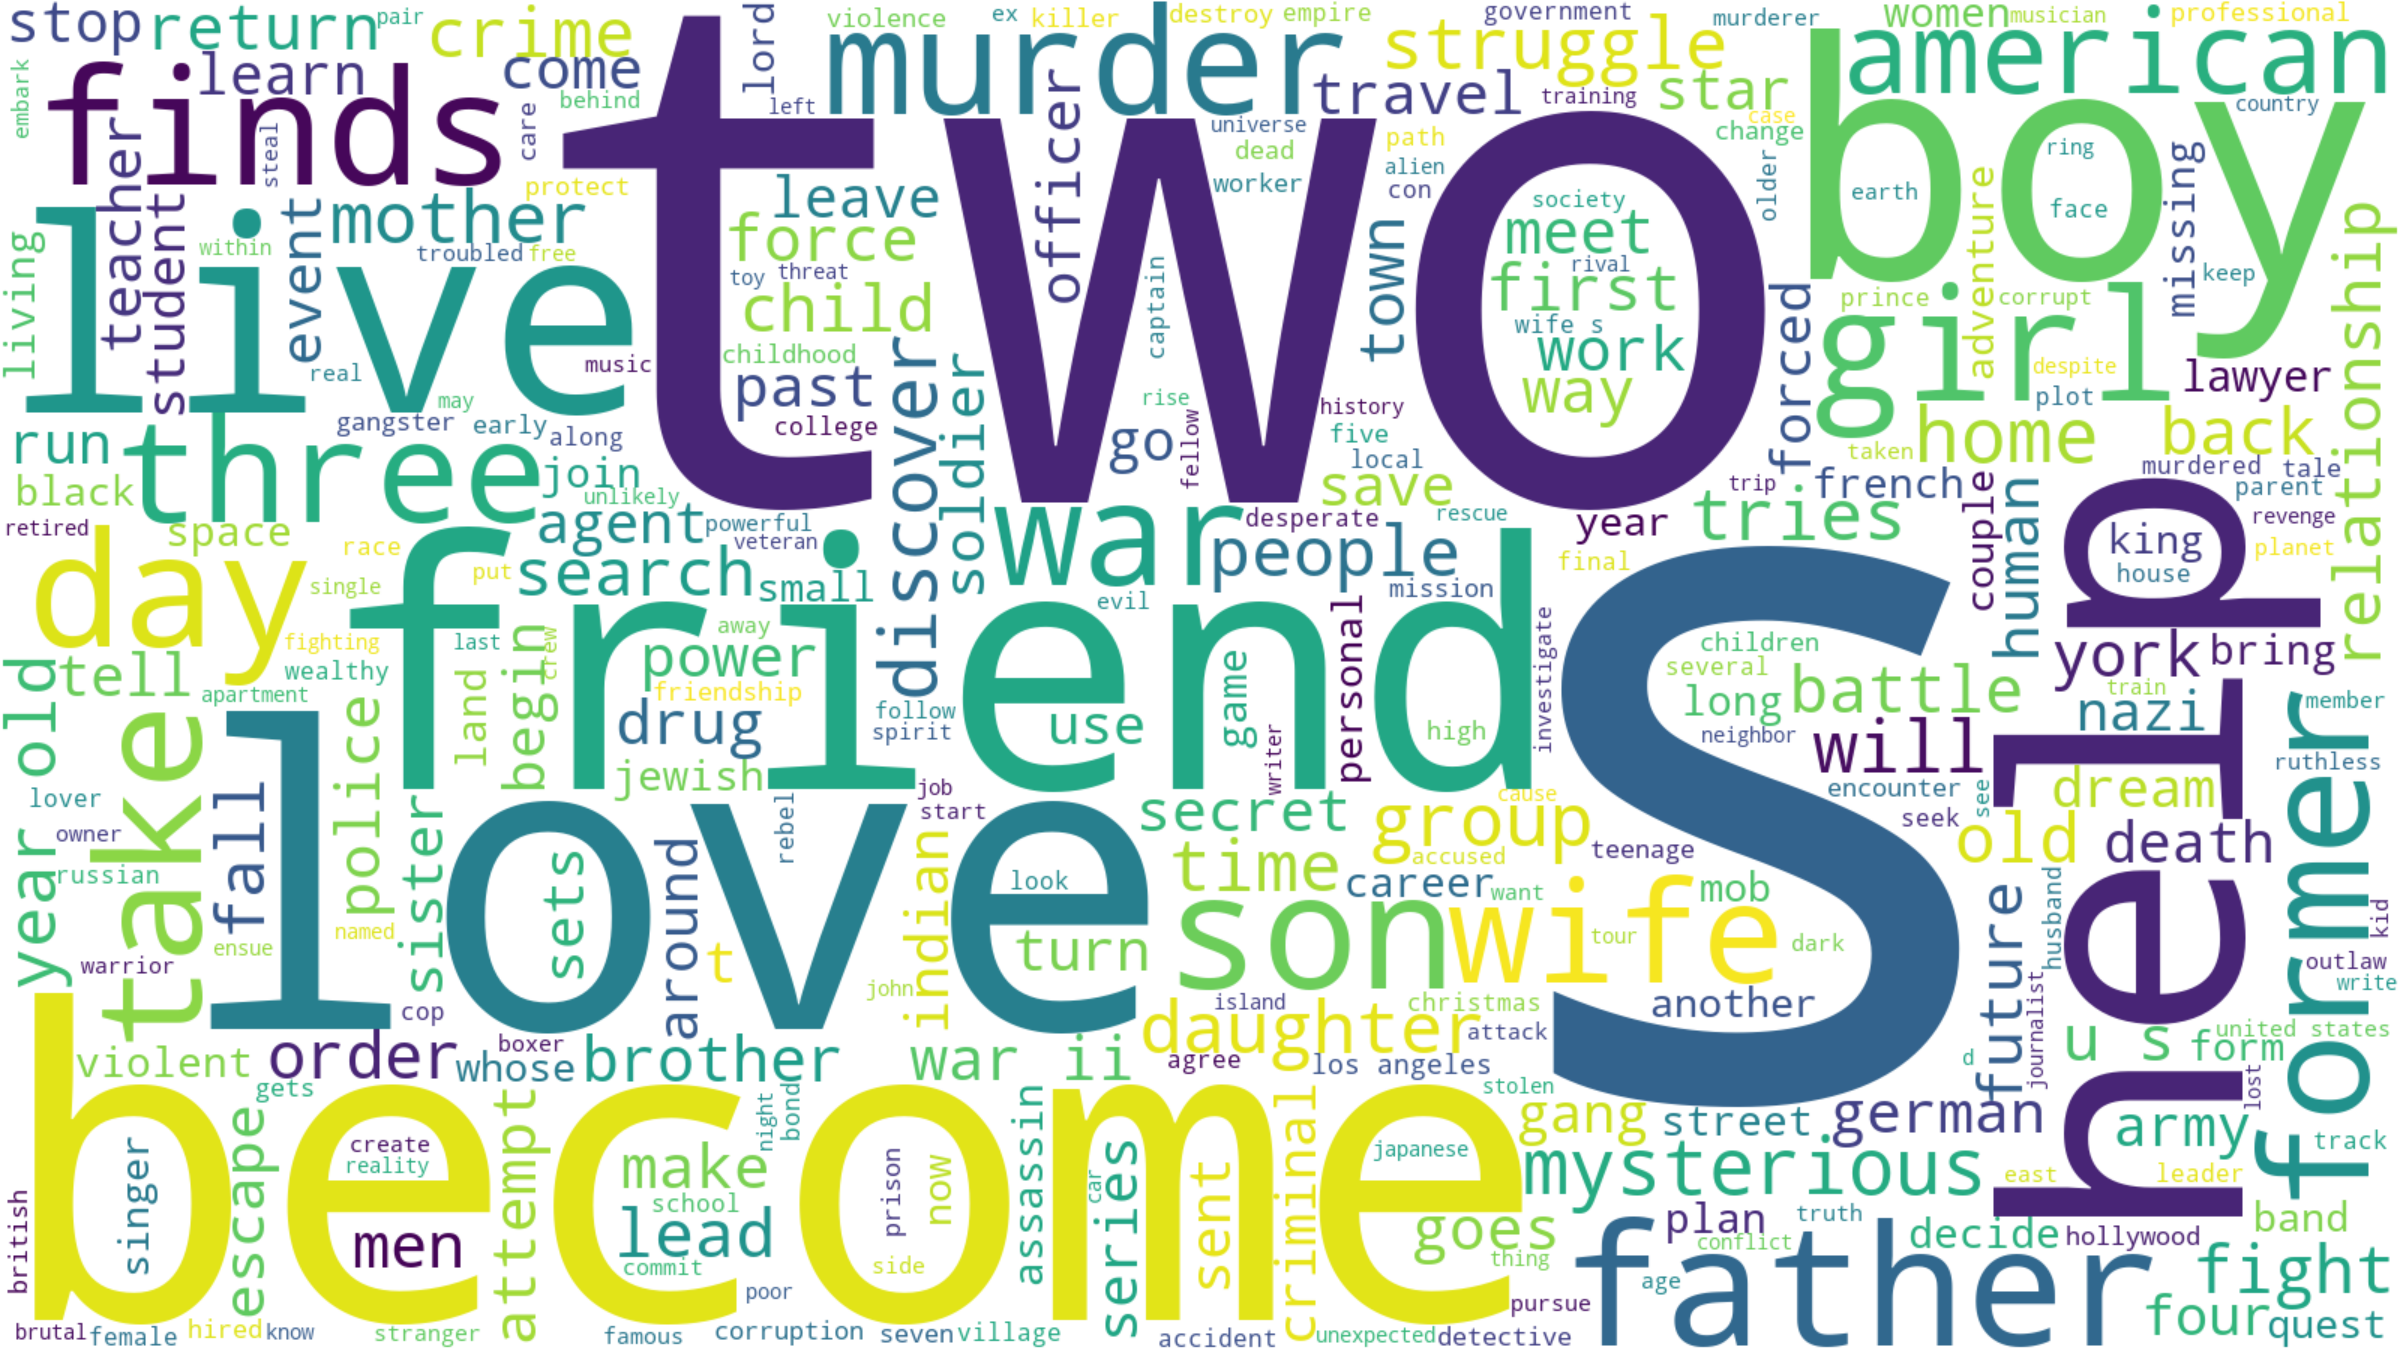 stop
return
pair
crime
violence
ex
killer
destroy
empire
government
murderer
women
musician
professional
embark
finds
learn
come
behind
lord
left
murder
struggle
travel
training
star
case
american
country
teacher
student
steal
care
protect
mother
within
troubled
free
event
live
living
real
music
two
leave
force
toy
threat
child
childhood
past
college
officer
captain
universe
dead
worker
path
alien
con
change
older
society
meet
first
rival
wife s
work
way
town
boy
earth
ring
face
missing
keep
prince
corrupt
adventure
girl
despite
plot
lawyer
relationship
forced
rise
history
go
fellow
five
local
save
taken
home
back
run
three
gangster
may
early
along
join
unlikely
black
retired
space
agent
powerful
veteran
discover
soldier
war
desperate
rescue
people
trip
french
year
tries
final
couple
human
murdered
tale
parent
revenge
king
house
planet
day
race
single
put
search
small
fighting
wealthy
last
crew
friend
away
power
friendship
evil
mission
personal
investigate
s
children
several
long
battle
neighbor
york
bring
train
nazi
member
help
year old
tell
apartment
take
police
land
begin
drug
jewish
follow
spirit
use
game
writer
high
will
encounter
seek
see
dream
ruthless
former
lover
owner
russian
fall
sister
love
sets
around
rebel
job
start
look
secret
cause
group
accused
teenage
time
career
want
mob
old
death
son
wife
tour
dark
future
husband
kid
named
ensue
warrior
cop
t
indian
john
turn
island
christmas
another
journalist
outlaw
write
daughter
attack
violent
order
whose
boxer
brother
war ii
agree
los angeles
stolen
d
u s
form
united states
lost
become
gets
escape
singer
create
reality
men
attempt
make
school
lead
commit
night
bond
prison
now
side
poor
assassin
car
series
sent
criminal
japanese
gang
street
german
army
track
mysterious
east
leader
goes
thing
plan
truth
conflict
decide
hollywood
band
british
father
age
fight
pursue
four
quest
brutal
female
hired
know
stranger
famous
corruption
seven
village
accident
unexpected
detective